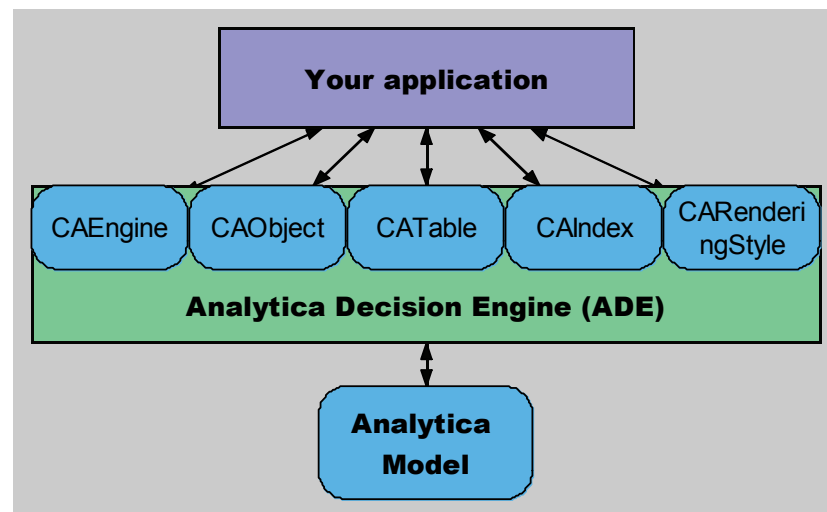 Your application
CAEngine
CAObject
CATable
CAIndex
CARenderi
ngStyle
Analytica Decision Engine (ADE)
Analytica
Model